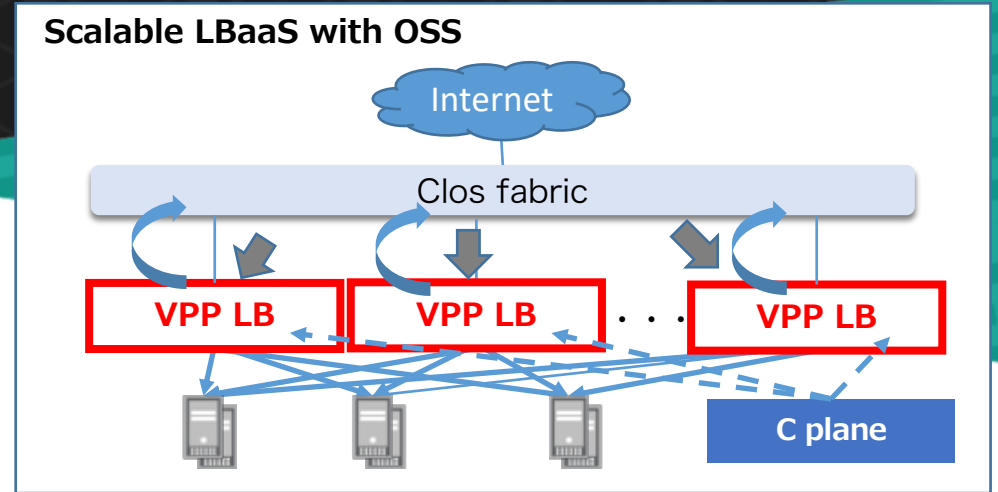 Scalable LBaaS with OSS
Internet
Clos fabric
VPP LB
VPP LB
. . .
VPP LB
C plane